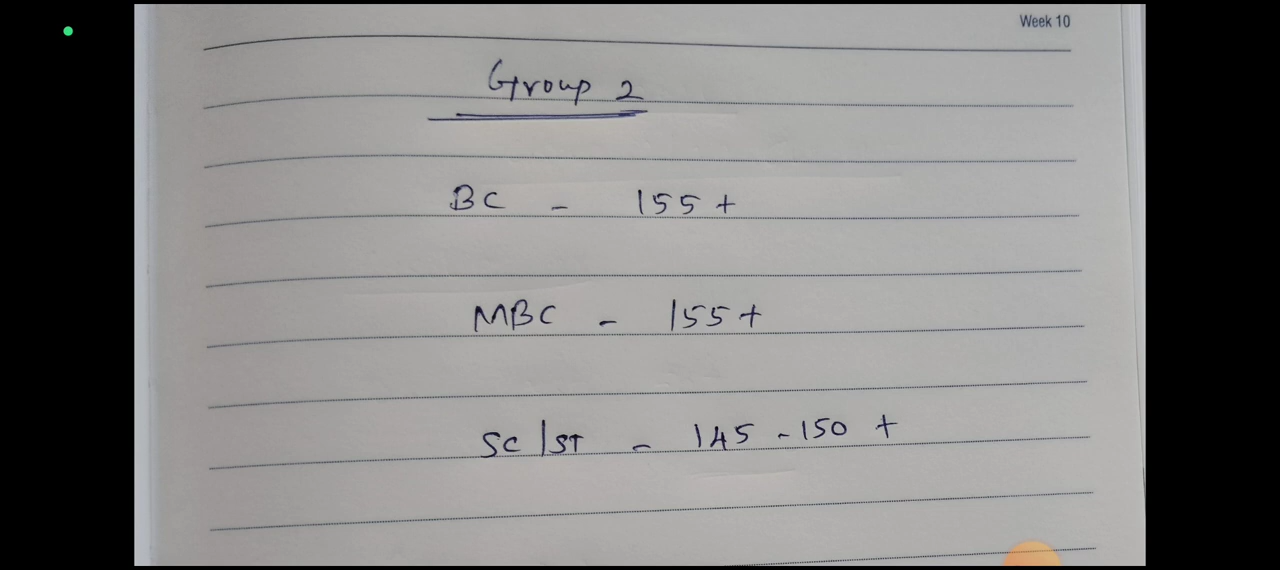 Week 10
Group 2
BC - 155+
MBC - 155+
SC/ST - 145-150+